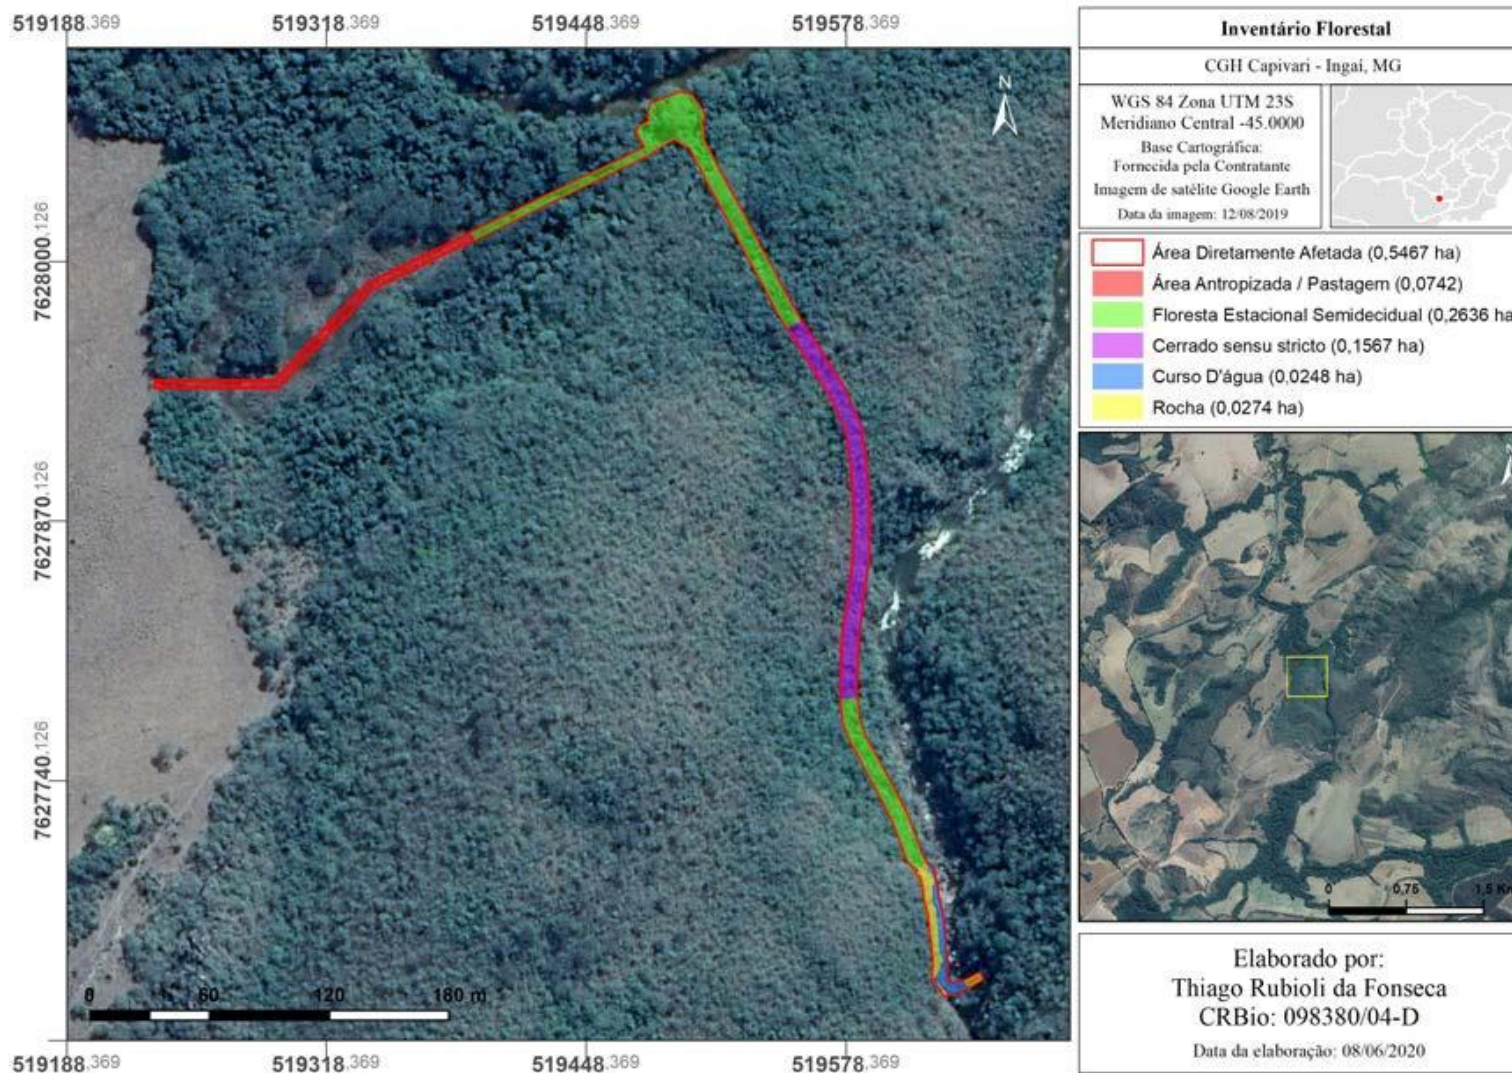 519188.369 519318.369 519448.369 519578.369
7628000.126
7627870.126
7627740.126
N
0 60 120 180 m
519188.369 519318.369 519448.369 519578.369
Inventário Florestal
CGH Capivari - Ingaí, MG
WGS 84 Zona UTM 23S
Meridiano Central -45.0000
Base Cartográfica:
Fornecida pela Contratante
Imagem de satélite Google Earth
Data da imagem: 12/08/2019
Área Diretamente Afetada (0,5467 ha)
Área Antropizada / Pastagem (0,0742)
Floresta Estacional Semidecidual (0,2636 ha
Cerrado sensu stricto (0,1567 ha)
Curso D'água (0,0248 ha)
Rocha (0,0274 ha)
0 0,75 1,5 Km
Elaborado por:
Thiago Rubioli da Fonseca
CRBio: 098380/04-D
Data da elaboração: 08/06/2020